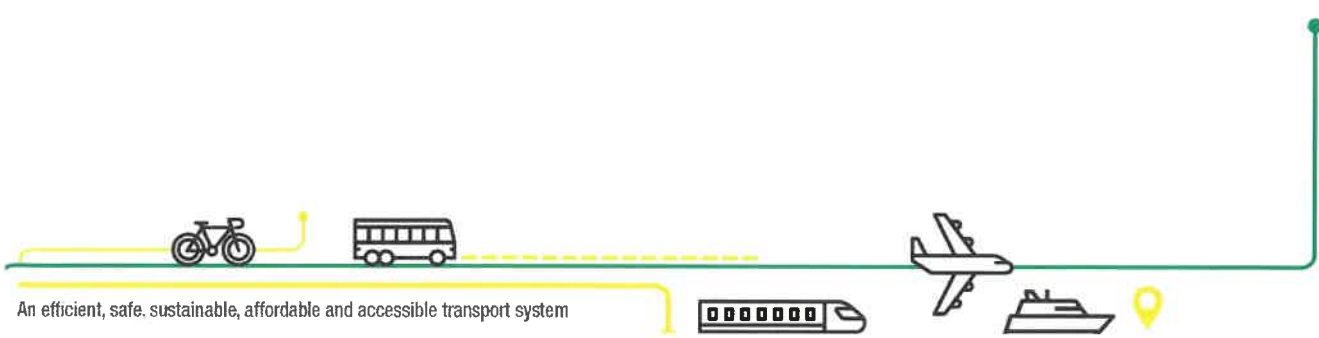 An efficient, safe. sustainable, affordable and accessible transport system